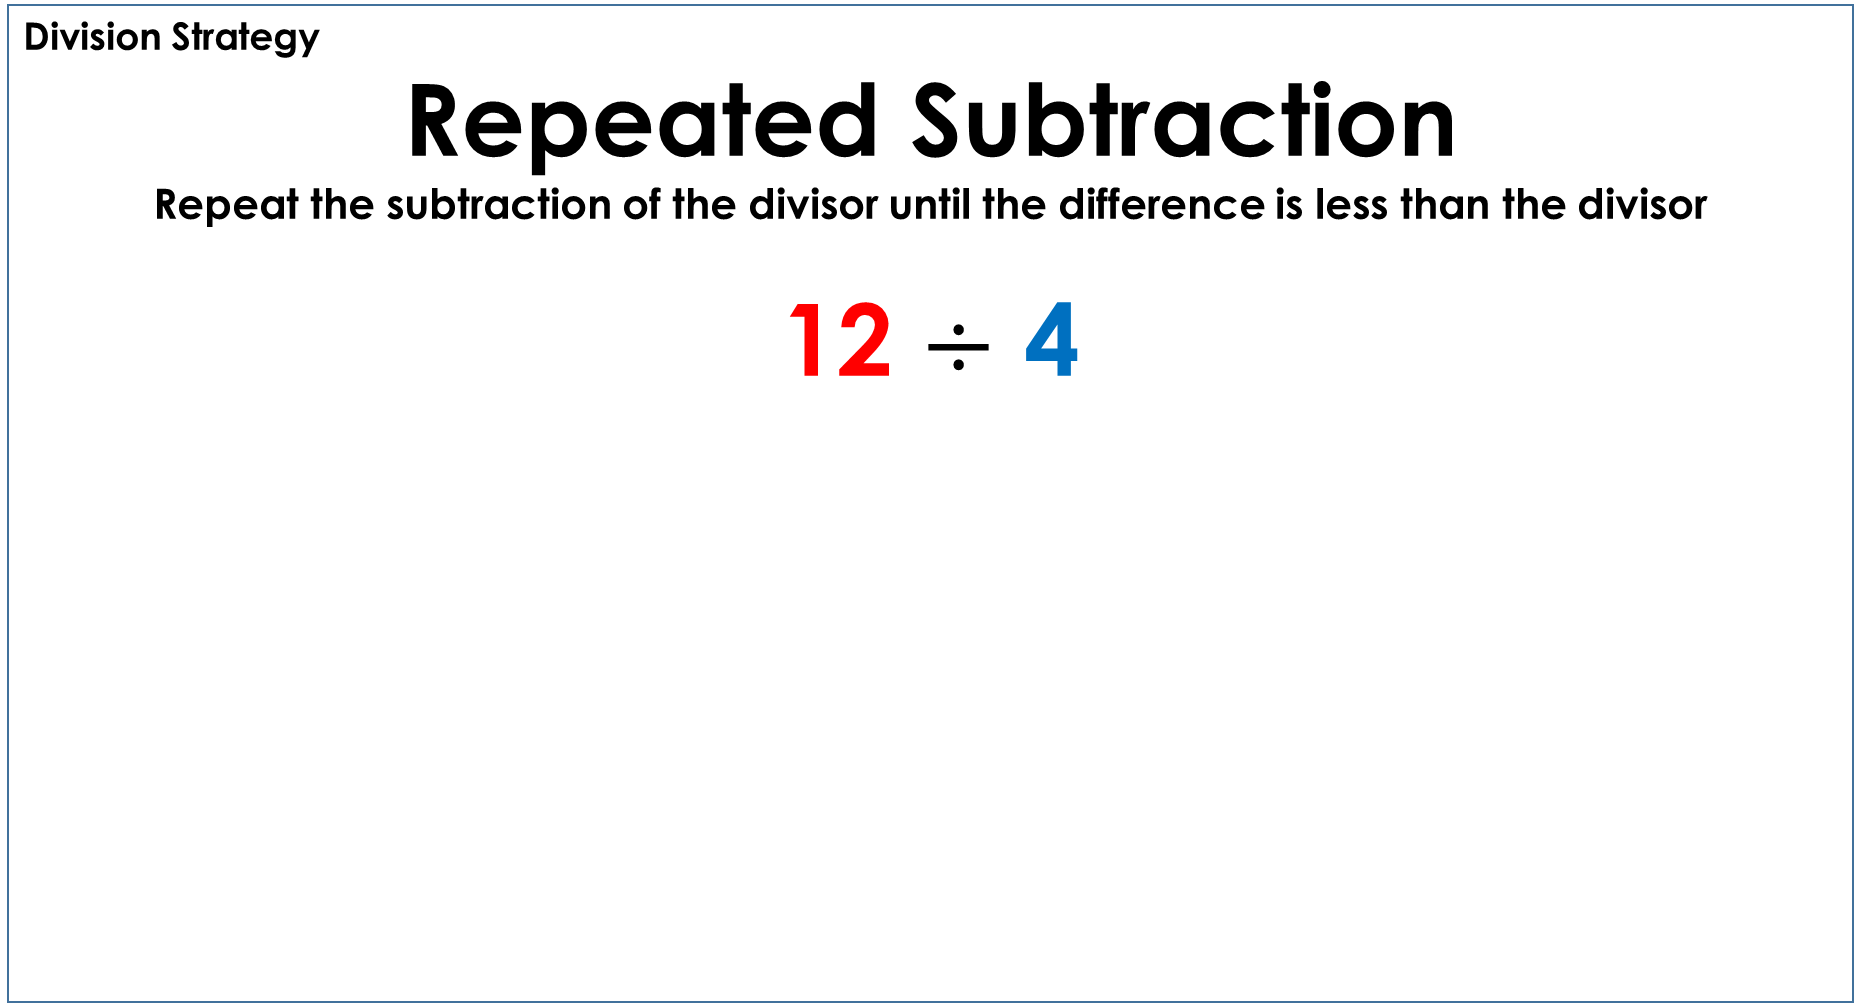 Division Strategy
Repeated Subtraction
Repeat the subtraction of the divisor until the difference is less than the divisor
12 ÷ 4